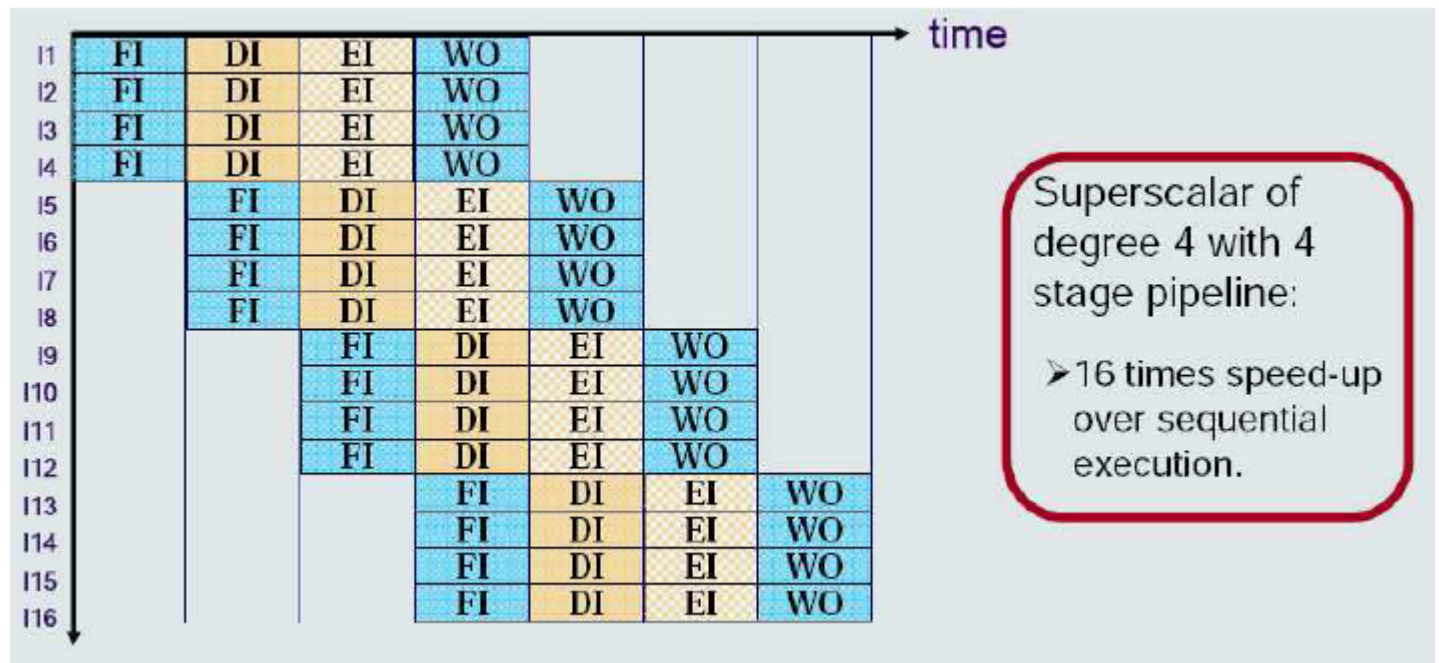 time
I1 FI DI EI WO
I2 FI DI EI WO
I3 FI DI EI WO
I4 FI DI EI WO
I5 FI DI EI WO
I6 FI DI EI WO
I7 FI DI EI WO
I8 FI DI EI WO
I9 FI DI EI WO
I10 FI DI EI WO
I11 FI DI EI WO
I12 FI DI EI WO
I13 FI DI EI WO
I14 FI DI EI WO
I15 FI DI EI WO
I16 FI DI EI WO
Superscalar of
degree 4 with 4
stage pipeline:
➢16 times speed-up
over sequential
execution.